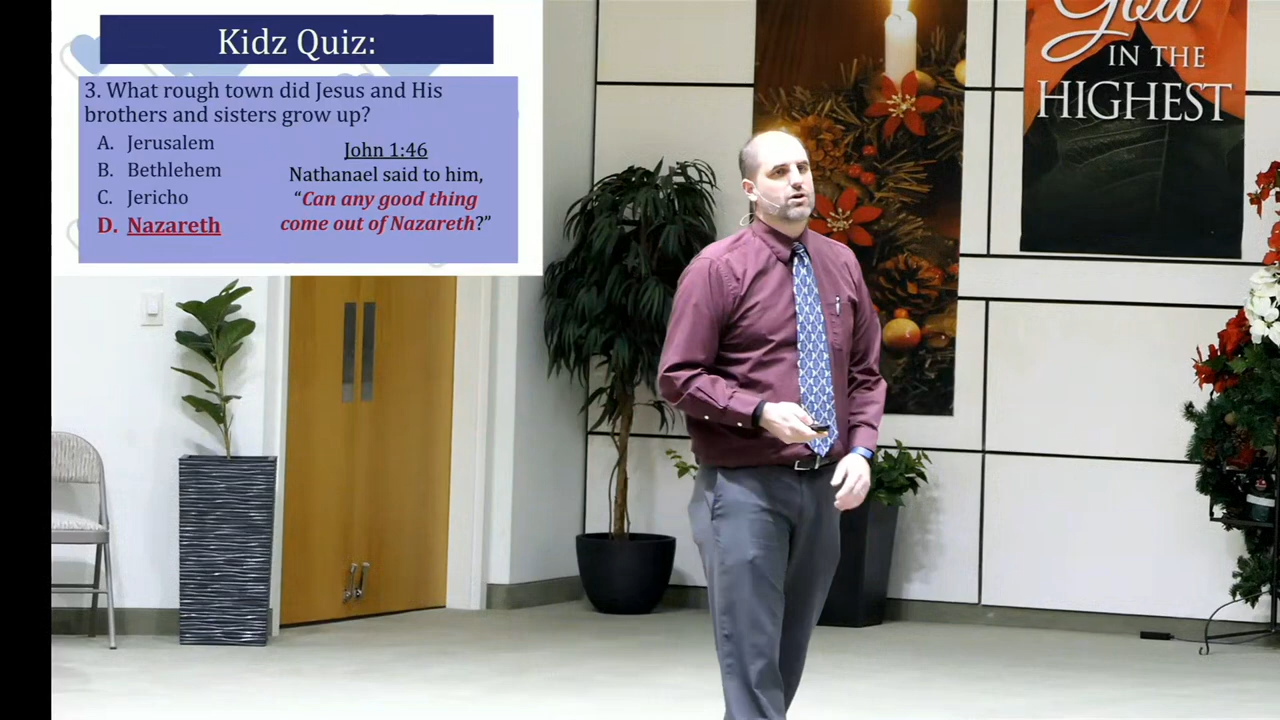 Kidz Quiz:
3. What rough town did Jesus and His
brothers and sisters grow up?
A. Jerusalem
B. Bethlehem
C. Jericho
D. Nazareth
John 1:46
Nathanael said to him,
“Can any good thing
come out of Nazareth?”
God
IN THE
HIGHEST